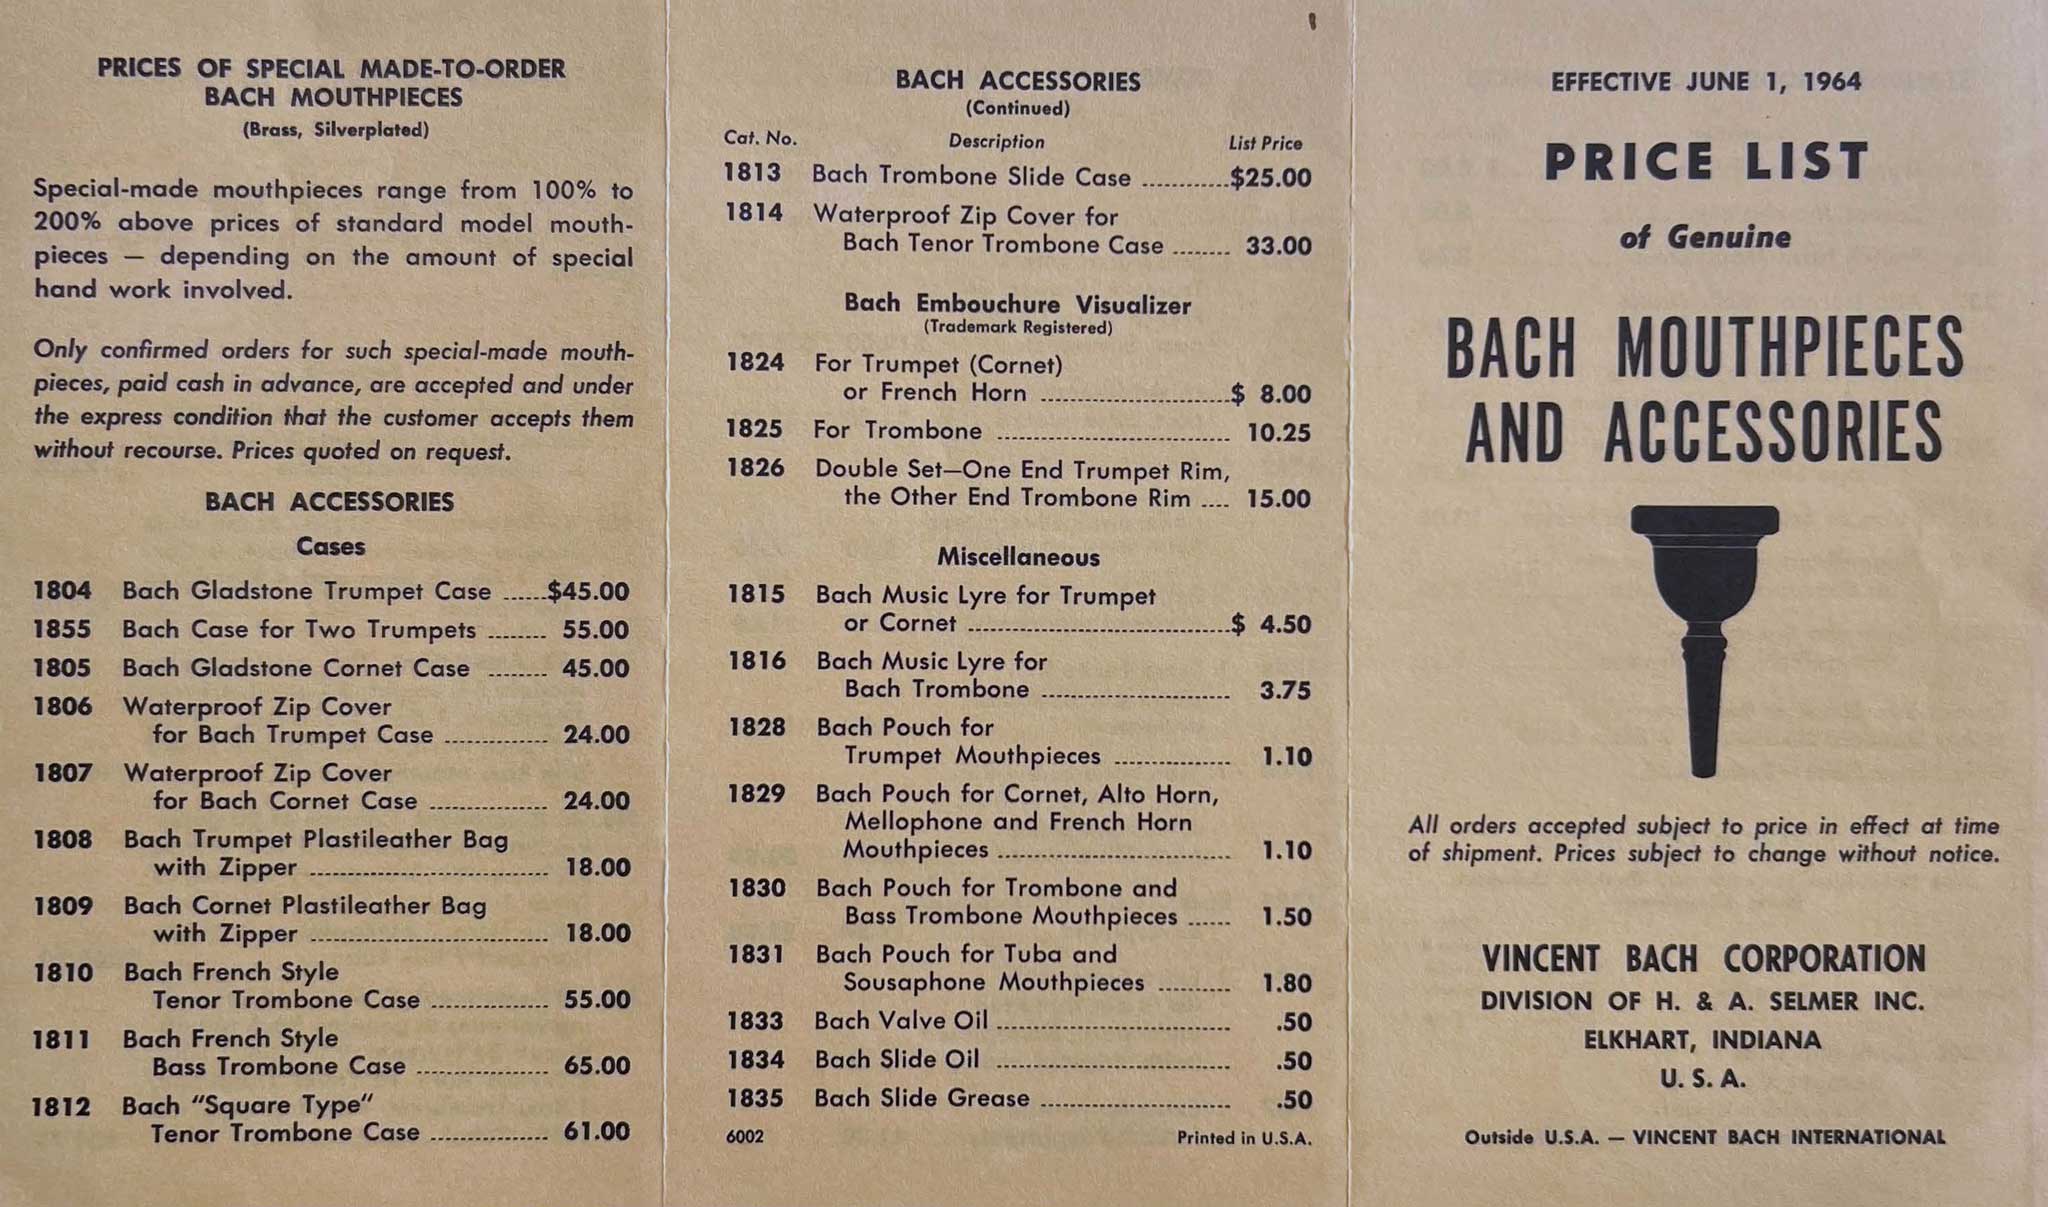 PRICES OF SPECIAL MADE-TO-ORDER
BACH MOUTHPIECES
(Brass, Silverplated)
Special-made mouthpieces range from 100% to
200% above prices of standard model mouth-
pieces — depending on the amount of special
hand work involved.
Only confirmed orders for such special-made mouth-
pieces, paid cash in advance, are accepted and under
the express condition that the customer accepts them
without recourse. Prices quoted on request.
BACH ACCESSORIES
Cases
1804 Bach Gladstone Trumpet Case ......$45.00
1855 Bach Case for Two Trumpets ........ 55.00
1805 Bach Gladstone Cornet Case ........ 45.00
1806 Waterproof Zip Cover
for Bach Trumpet Case .............. 24.00
1807 Waterproof Zip Cover
for Bach Cornet Case ................ 24.00
1808 Bach Trumpet Plastileather Bag
with Zipper ................................ 18.00
1809 Bach Cornet Plastileather Bag
with Zipper ................................ 18.00
1810 Bach French Style
Tenor Trombone Case ................ 55.00
1811 Bach French Style
Bass Trombone Case .................. 65.00
1812 Bach "Square Type"
Tenor Trombone Case ................ 61.00
BACH ACCESSORIES
(Continued)
Cat. No. Description List Price
1813 Bach Trombone Slide Case ............$25.00
1814 Waterproof Zip Cover for
Bach Tenor Trombone Case ........ 33.00
Bach Embouchure Visualizer
(Trademark Registered)
1824 For Trumpet (Cornet)
or French Horn ..........................$ 8.00
1825 For Trombone ................................ 10.25
1826 Double Set—One End Trumpet Rim,
the Other End Trombone Rim .... 15.00
Miscellaneous
1815 Bach Music Lyre for Trumpet
or Cornet ....................................$ 4.50
1816 Bach Music Lyre for
Bach Trombone .......................... 3.75
1828 Bach Pouch for
Trumpet Mouthpieces ................ 1.10
1829 Bach Pouch for Cornet, Alto Horn,
Mellophone and French Horn
Mouthpieces ................................ 1.10
1830 Bach Pouch for Trombone and
Bass Trombone Mouthpieces ...... 1.50
1831 Bach Pouch for Tuba and
Sousaphone Mouthpieces .......... 1.80
1833 Bach Valve Oil ................................ .50
1834 Bach Slide Oil ................................ .50
1835 Bach Slide Grease .......................... .50
6002 Printed in U.S.A.
EFFECTIVE JUNE 1, 1964
PRICE LIST
of Genuine
BACH MOUTHPIECES
AND ACCESSORIES
All orders accepted subject to price in effect at time
of shipment. Prices subject to change without notice.
VINCENT BACH CORPORATION
DIVISION OF H. & A. SELMER INC.
ELKHART, INDIANA
U. S. A.
Outside U.S.A. — VINCENT BACH INTERNATIONAL